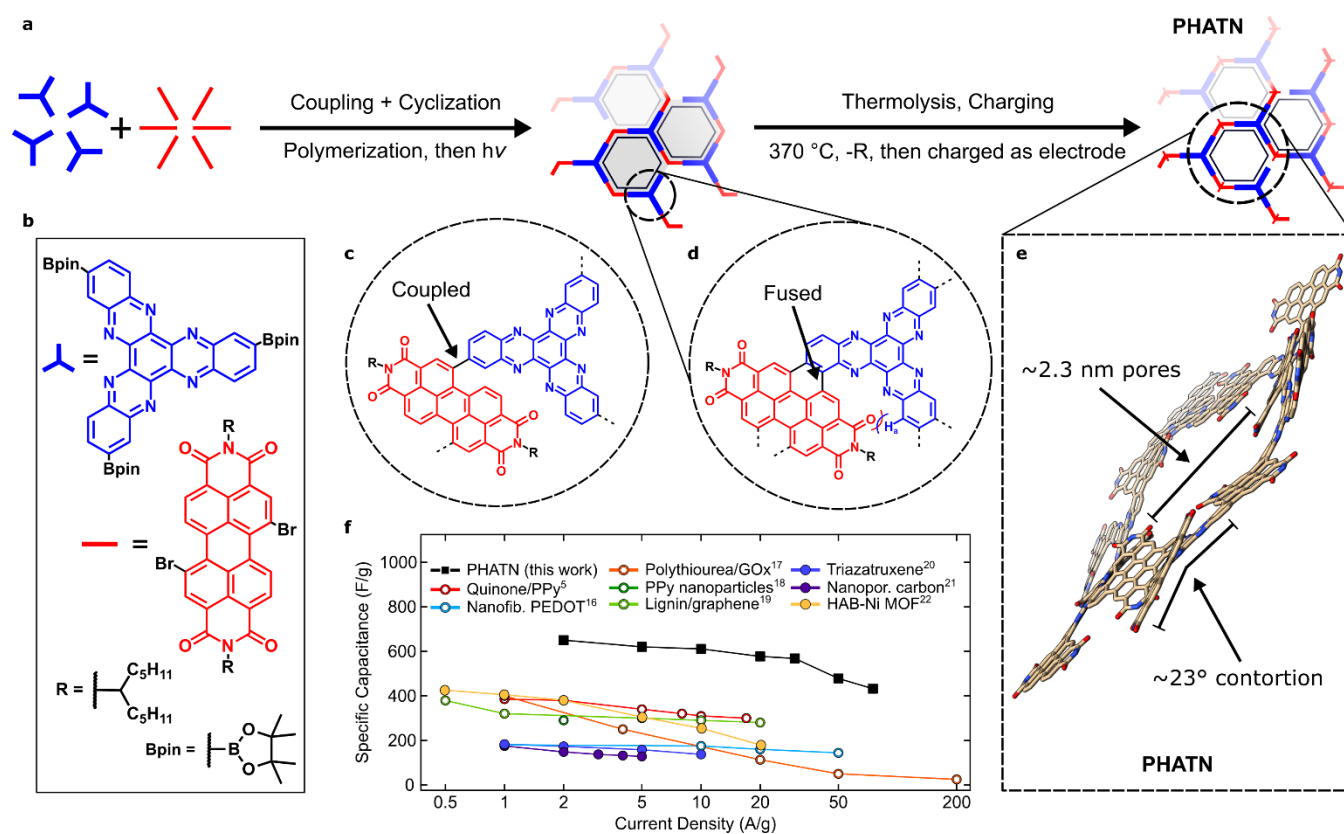 a
PHATN
Coupling + Cyclization
Polymerization, then hν
Thermolysis, Charging
370 °C, -R, then charged as electrode
+
b
Bpin
N
N
N
N
N
N
Bpin
Bpin
=
R
O
N
O
Br
Br
O
N
O
R
=
R =
C5H11
C5H11
Bpin =
B
O
O
c
Coupled
R
N
O
O
N
N
N
N
N
N
O
N
O
R
d
Fused
R
N
O
O
N
N
N
N
N
N
O
N
O
R
Ha
e
~2.3 nm pores
~23° contortion
PHATN
f
Specific Capacitance (F/g)
1000
800
600
400
200
0
PHATN (this work)
Quinone/PPy5
Nanofib. PEDOT16
Polythiourea/GOx17
PPy nanoparticles18
Lignin/graphene19
Triazatruxene20
Nanopor. carbon21
HAB-Ni MOF22
0.5 1 2 5 10 20 50 200
Current Density (A/g)